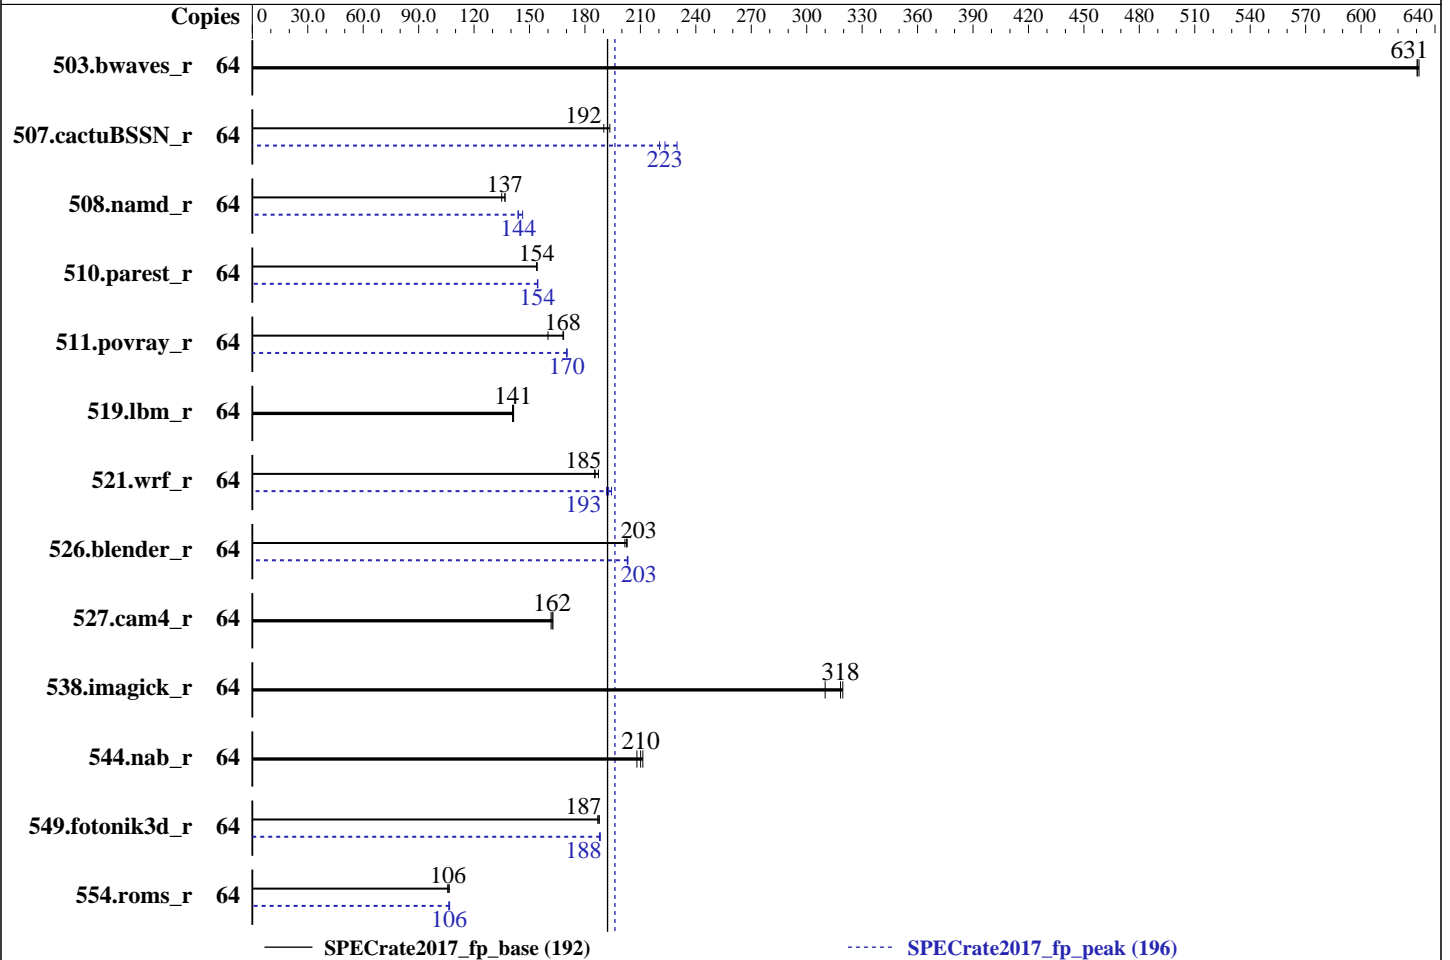 Copies 0 30.0 60.0 90.0 120 150 180 210 240 270 300 330 360 390 420 450 480 510 540 570 600 640
631
503.bwaves_r 64
192
507.cactuBSSN_r 64
223
137
508.namd_r 64
144
154
510.parest_r 64
154
168
511.povray_r 64
170
141
519.lbm_r 64
185
521.wrf_r 64
193
203
526.blender_r 64
203
162
527.cam4_r 64
318
538.imagick_r 64
210
544.nab_r 64
187
549.fotonik3d_r 64
188
106
554.roms_r 64
106
SPECrate2017_fp_base (192) SPECrate2017_fp_peak (196)